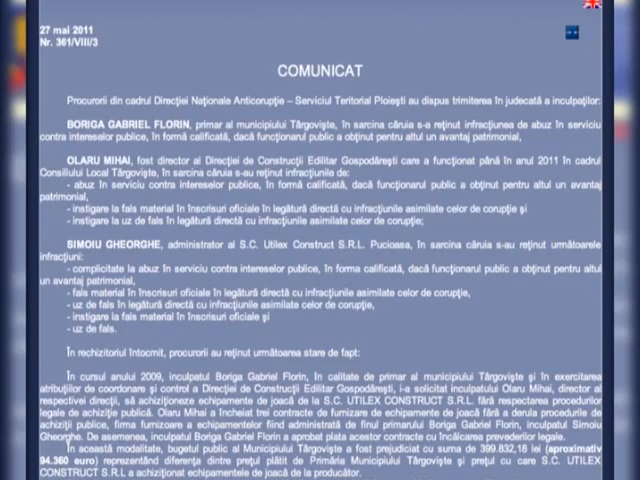 27 mai 2011
Nr. 361/VIII/3
COMUNICAT
Procurorii din cadrul Direcţiei Naţionale Anticorupţie – Serviciul Teritorial Ploieşti au dispus trimiterea în judecată a inculpaţilor:
BORIGA GABRIEL FLORIN, primar al municipiului Târgovişte, în sarcina căruia s-a reţinut infracţiunea de abuz în serviciu
contra intereselor publice, în formă calificată, dacă funcţionarul public a obţinut pentru altul un avantaj patrimonial,
OLARU MIHAI, fost director al Direcţiei de Construcţii Edilitar Gospodăreşti care a funcţionat până în anul 2011 în cadrul
Consiliului Local Târgovişte, în sarcina căruia s-au reţinut infracţiunile de:
- abuz în serviciu contra intereselor publice, în formă calificată, dacă funcţionarul public a obţinut pentru altul un avantaj
patrimonial,
- instigare la fals material în înscrisuri oficiale în legătură directă cu infracţiunile asimilate celor de corupţie şi
- instigare la uz de fals în legătură directă cu infracţiunile asimilate celor de corupţie;
SIMOIU GHEORGHE, administrator al S.C. Utilex Construct S.R.L. Pucioasa, în sarcina căruia s-au reţinut următoarele
infracţiuni:
- complicitate la abuz în serviciu contra intereselor publice, în forma calificată, dacă funcţionarul public a obţinut pentru altul
un avantaj patrimonial,
- fals material în înscrisuri oficiale în legătură directă cu infracţiunile asimilate celor de corupţie,
- uz de fals în legătură directă cu infracţiunile asimilate celor de corupţie,
- instigare la fals material în înscrisuri oficiale şi
- uz de fals.
În rechizitoriul întocmit, procurorii au reţinut următoarea stare de fapt:
În cursul anului 2009, inculpatul Boriga Gabriel Florin, în calitate de primar al municipiului Târgovişte şi în exercitarea
atribuţiilor de coordonare şi control a Direcţiei de Construcţii Edilitar Gospodăreşti, i-a solicitat inculpatului Olaru Mihai, director al
respectivei direcţii, să achiziţioneze echipamente de joacă de la S.C. UTILEX CONSTRUCT S.R.L. fără respectarea procedurilor
legale de achiziţie publică. Olaru Mihai a încheiat trei contracte de furnizare de echipamente de joacă fără a derula procedurile de
achiziţii publice, firma furnizoare a echipamentelor fiind administrată de finul primarului Boriga Gabriel Florin, inculpatul Simoiu
Gheorghe. De asemenea, inculpatul Boriga Gabriel Florin a aprobat plata acestor contracte cu încălcarea prevederilor legale.
În această modalitate, bugetul public al Municipiului Târgovişte a fost prejudiciat cu suma de 399.832,18 lei (aproximativ
94.360 euro) reprezentând diferenţa dintre preţul plătit de Primăria Municipiului Târgovişte şi preţul cu care S.C. UTILEX
CONSTRUCT S.R.L a achiziţionat echipamentele de joacă de la producător.